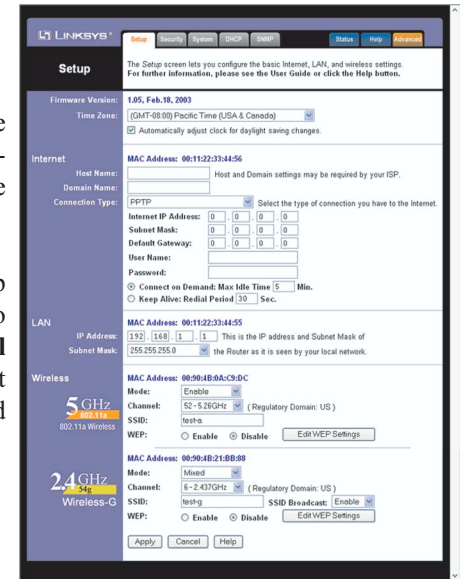 LINKSYS®
Setup Security System DHCP SNMP Status Help Advanced
Setup
The Setup screen lets you configure the basic Internet, LAN, and wireless settings.
For further information, please see the User Guide or click the Help button.
Firmware Version: 1.05, Feb.18, 2003
Time Zone: (GMT-08:00) Pacific Time (USA & Canada)
Automatically adjust clock for daylight saving changes.
Internet MAC Address: 00:11:22:33:44:56
Host Name: Host and Domain settings may be required by your ISP.
Domain Name:
Connection Type: PPTP Select the type of connection you have to the Internet.
Internet IP Address: 0 . 0 . 0 . 0
Subnet Mask: 0 . 0 . 0 . 0
Default Gateway: 0 . 0 . 0 . 0
User Name:
Password:
Connect on Demand: Max Idle Time 5 Min.
Keep Alive: Redial Period 30 Sec.
LAN MAC Address: 00:11:22:33:44:55
IP Address: 192 . 168 . 1 . 1 This is the IP address and Subnet Mask of
Subnet Mask: 255.255.255.0 the Router as it is seen by your local network.
Wireless MAC Address: 00:90:4B:0A:C9:DC
Mode: Enable
5 GHz Channel: 52 - 5.26GHz ( Regulatory Domain: US )
802.11a
802.11a Wireless SSID: test-a
WEP: Enable Disable Edit WEP Settings
MAC Address: 00:90:4B:21:BB:88
Mode: Mixed
2.4 GHz Channel: 6 - 2.437GHz ( Regulatory Domain: US )
54g
Wireless-G SSID: test-g SSID Broadcast: Enable
WEP: Enable Disable Edit WEP Settings
Apply Cancel Help